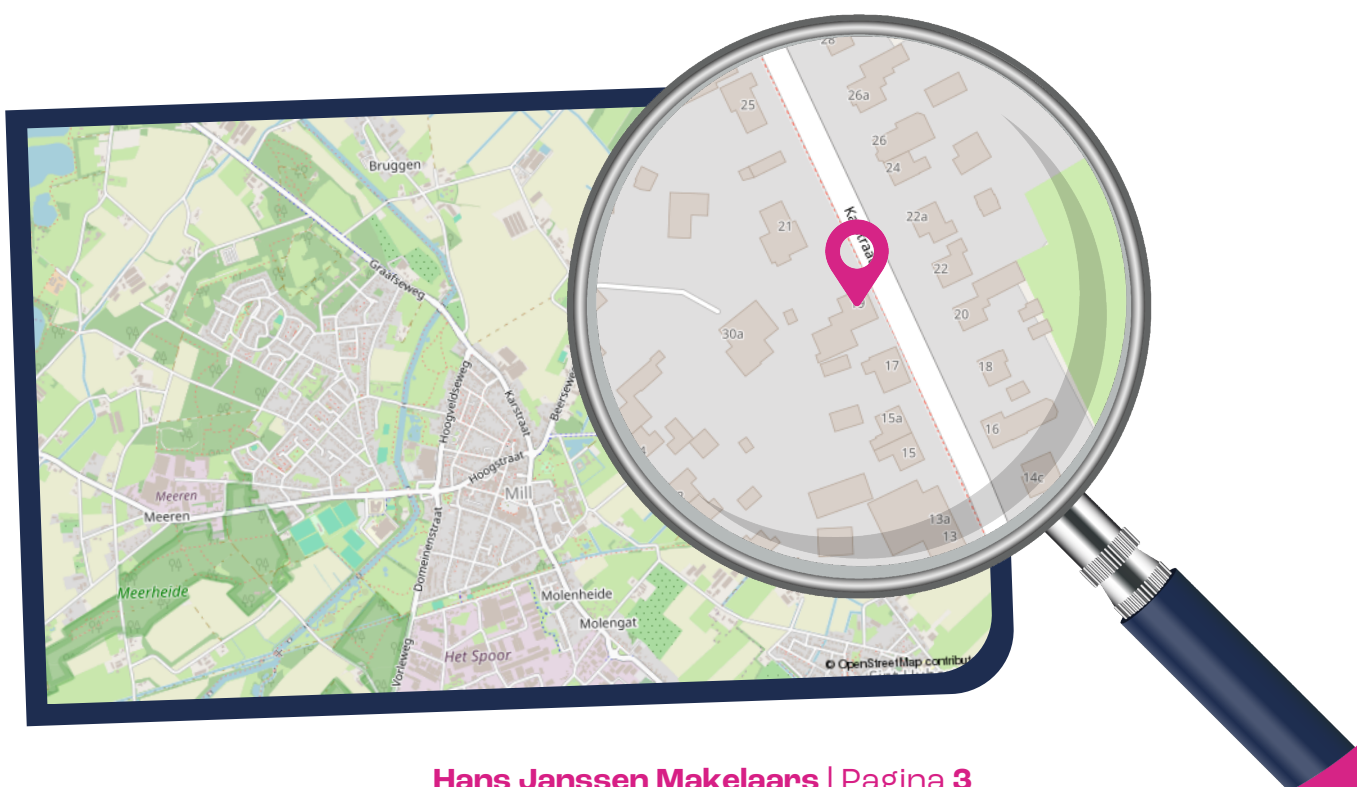 Bruggen
Graafseweg
Hoogveldseweg
Karstraat
Hoogstraat
Mill
Meeren
Meeren
Domeinenstraat
Meerheide
Molenheide
Molengat
Vorleweg
Het Spoor
© OpenStreetMap
28
25
26a
26
24
21
22a
22
20
30a
17
18
15a
16
15
14c
13a
13
Hans Janssen Makelaars | Pagina 3